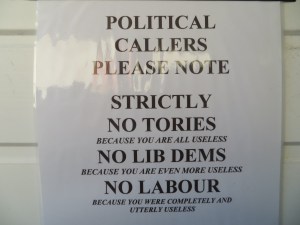 POLITICAL
CALLERS
PLEASE NOTE
STRICTLY
NO TORIES
BECAUSE YOU ARE ALL USELESS
NO LIB DEMS
BECAUSE YOU ARE EVEN MORE USELESS
NO LABOUR
BECAUSE YOU WERE COMPLETELY AND
UTTERLY USELESS